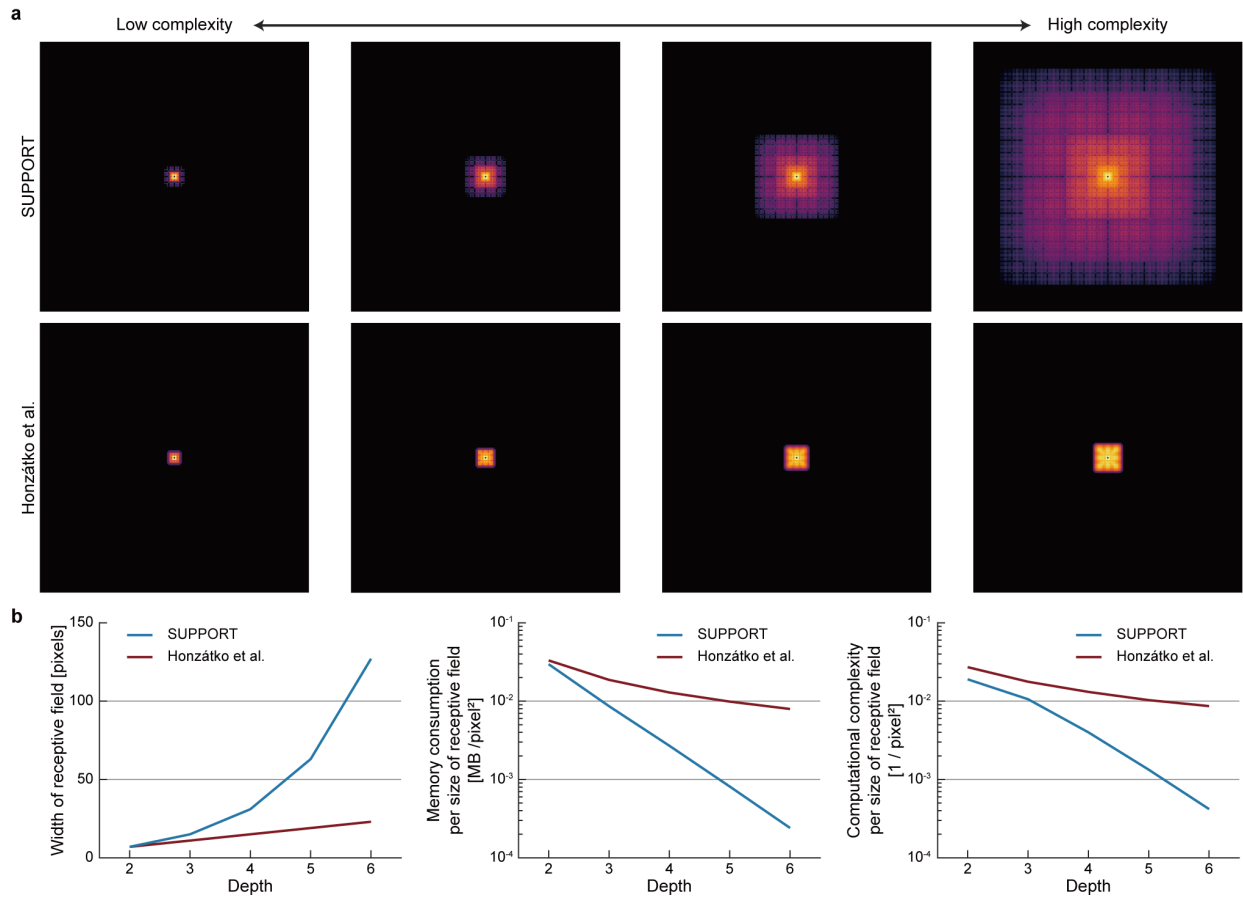 a
Low complexity
High complexity
SUPPORT
Honzátko et al.
b
Width of receptive field [pixels]
150
100
50
0
2 3 4 5 6
Depth
SUPPORT
Honzátko et al.
Memory consumption
per size of receptive field
[MB /pixel²]
10⁻¹
10⁻²
10⁻³
10⁻⁴
2 3 4 5 6
Depth
SUPPORT
Honzátko et al.
Computational complexity
per size of receptive field
[1 / pixel²]
10⁻¹
10⁻²
10⁻³
10⁻⁴
2 3 4 5 6
Depth
SUPPORT
Honzátko et al.